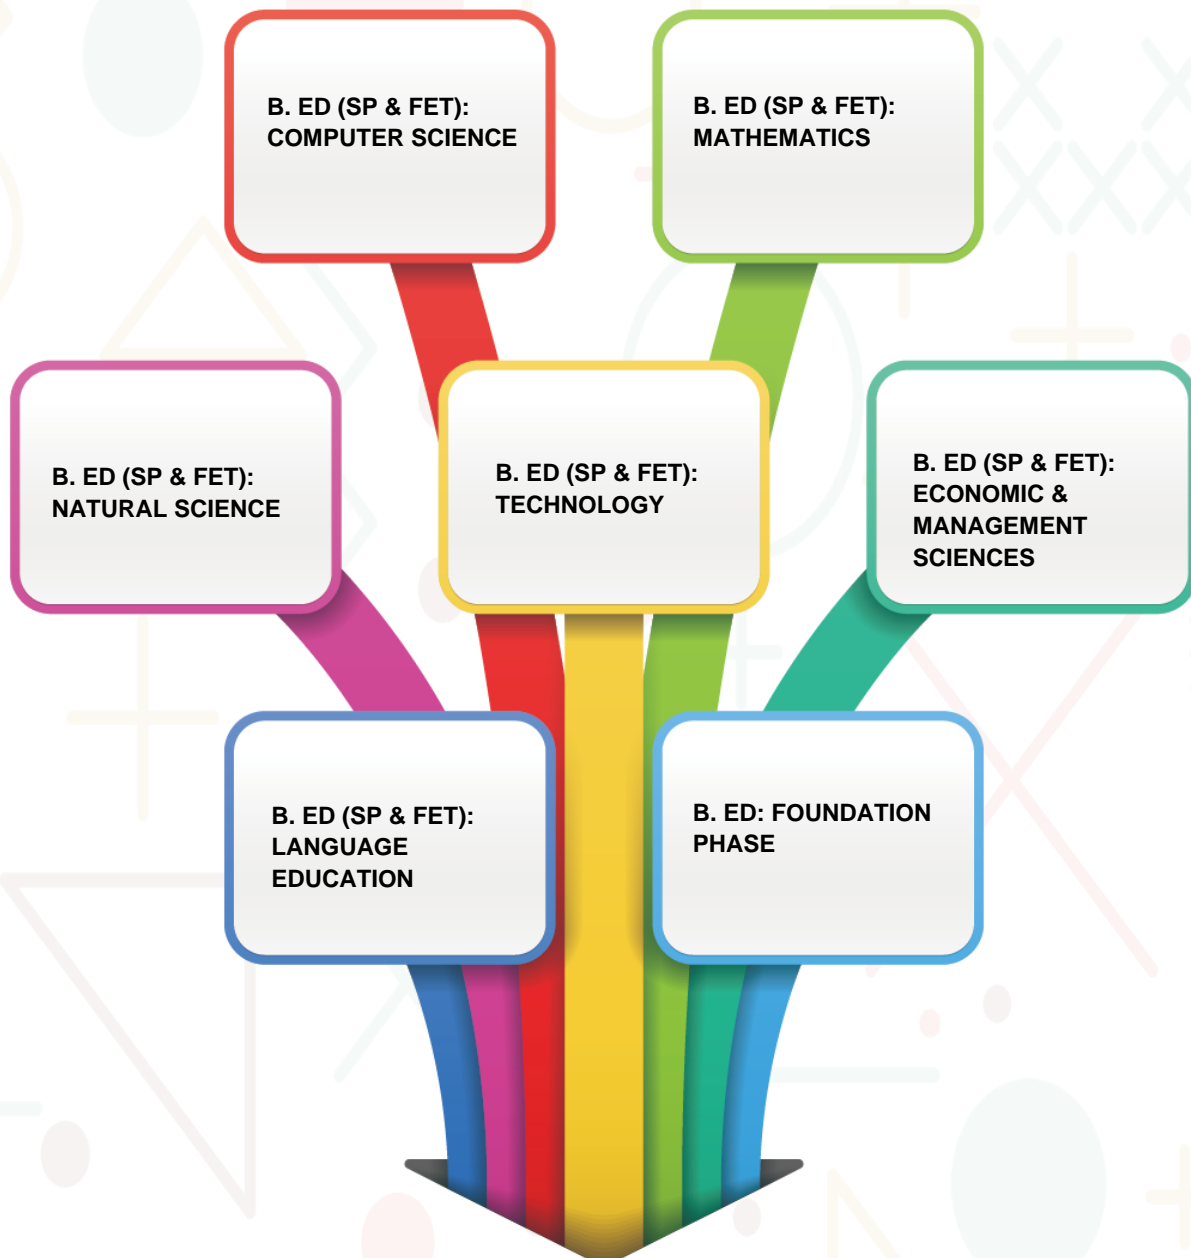 B. ED (SP & FET):
COMPUTER SCIENCE
B. ED (SP & FET):
MATHEMATICS
B. ED (SP & FET):
NATURAL SCIENCE
B. ED (SP & FET):
TECHNOLOGY
B. ED (SP & FET):
ECONOMIC &
MANAGEMENT
SCIENCES
B. ED (SP & FET):
LANGUAGE
EDUCATION
B. ED: FOUNDATION
PHASE